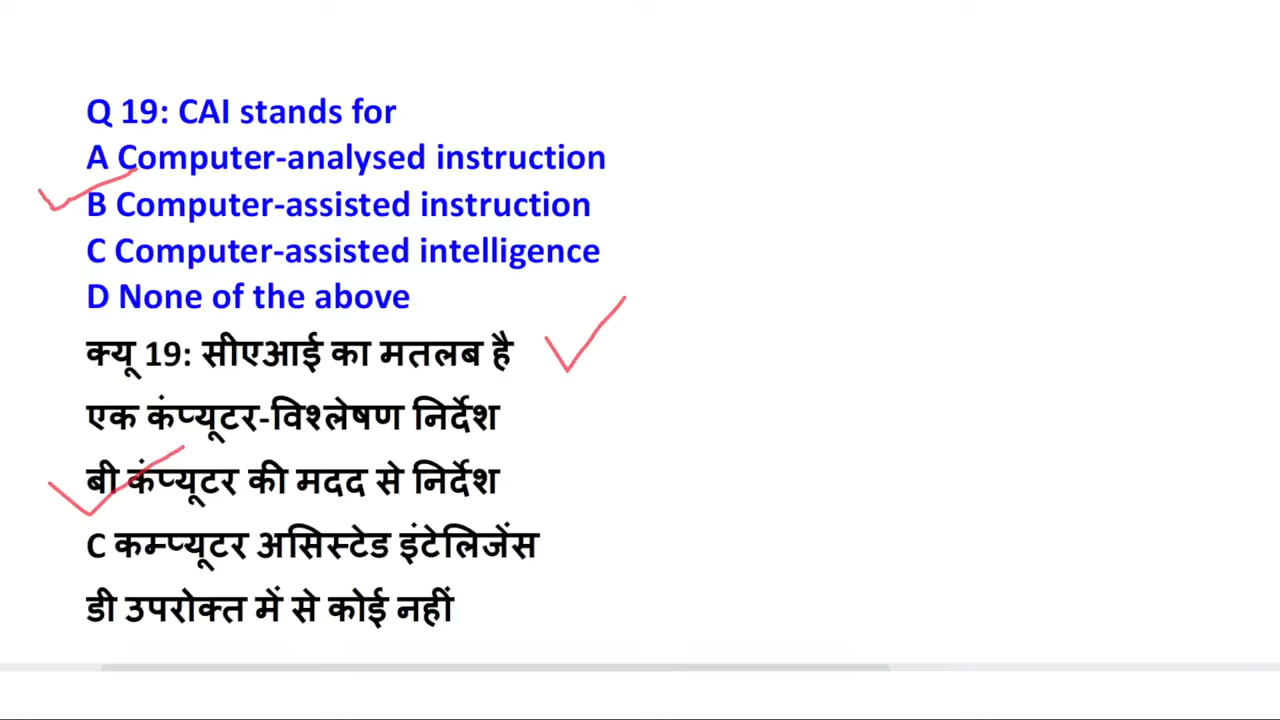 Q 19: CAI stands for
A Computer-analysed instruction
B Computer-assisted instruction
C Computer-assisted intelligence
D None of the above
क्यू 19: सीएआई का मतलब है
एक कंप्यूटर-विश्लेषण निर्देश
बी कंप्यूटर की मदद से निर्देश
C कम्प्यूटर असिस्टेड इंटेलिजेंस
डी उपरोक्त में से कोई नहीं